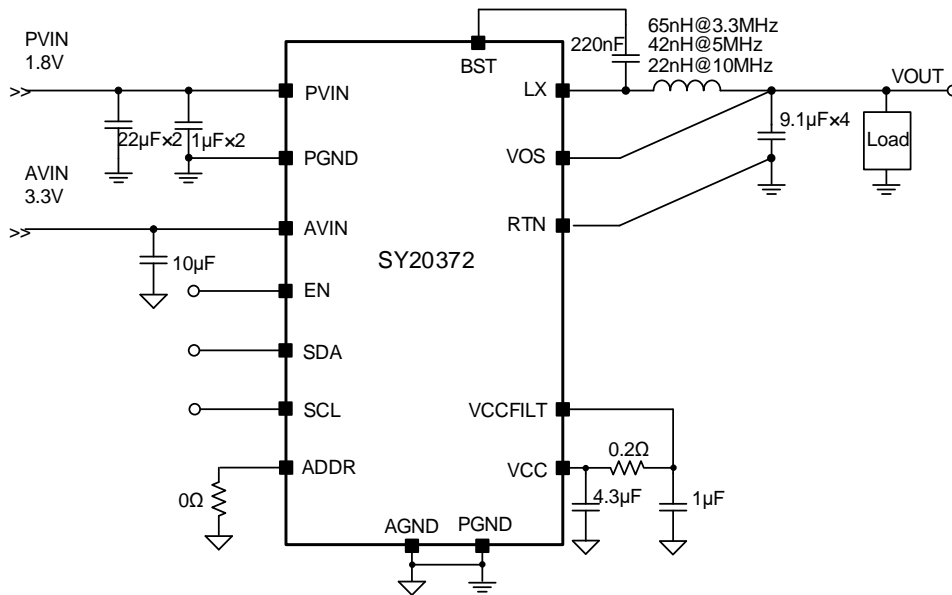 PVIN
1.8V
>>
22µF×2
1µF×2
AVIN
3.3V
>>
10µF
0Ω
PVIN
PGND
AVIN
EN
SDA
SCL
ADDR
SY20372
BST
LX
VOS
RTN
VCCFILT
VCC
AGND
PGND
220nF
65nH@3.3MHz
42nH@5MHz
22nH@10MHz
VOUT
9.1µF×4
Load
0.2Ω
4.3µF
1µF